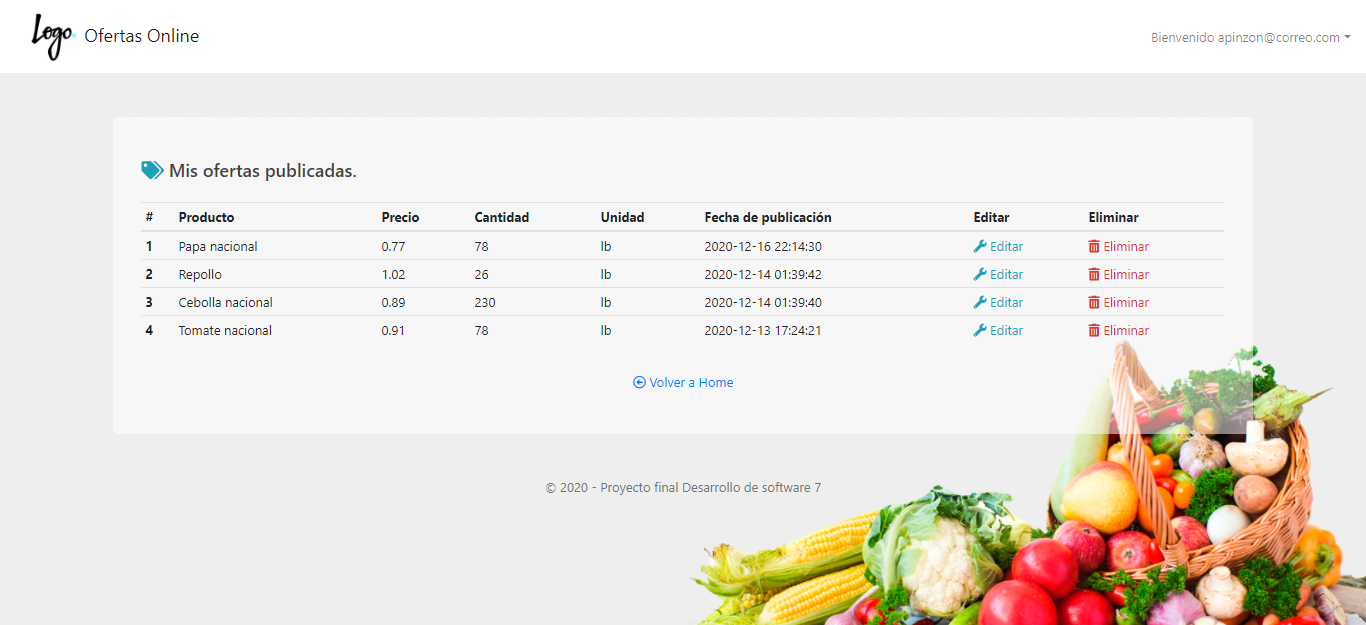 Logo Ofertas Online Bienvenido apinzon@correo.com
Mis ofertas publicadas.
# Producto Precio Cantidad Unidad Fecha de publicación Editar Eliminar
1 Papa nacional 0.77 78 lb 2020-12-16 22:14:30 Editar Eliminar
2 Repollo 1.02 26 lb 2020-12-14 01:39:42 Editar Eliminar
3 Cebolla nacional 0.89 230 lb 2020-12-14 01:39:40 Editar Eliminar
4 Tomate nacional 0.91 78 lb 2020-12-13 17:24:21 Editar Eliminar
Volver a Home
© 2020 - Proyecto final Desarrollo de software 7